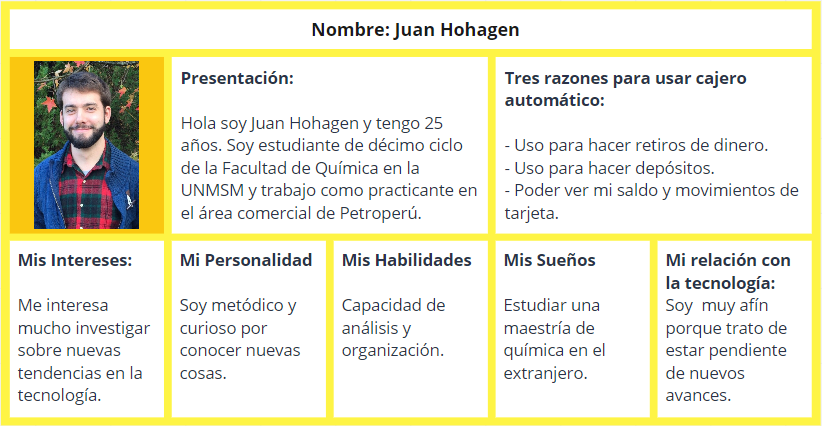 Nombre: Juan Hohagen
Presentación:
Hola soy Juan Hohagen y tengo 25
años. Soy estudiante de décimo ciclo
de la Facultad de Química en la
UNMSM y trabajo como practicante en
el área comercial de Petroperú.
Tres razones para usar cajero
automático:
- Uso para hacer retiros de dinero.
- Uso para hacer depósitos.
- Poder ver mi saldo y movimientos de
tarjeta.
Mis Intereses:
Me interesa
mucho investigar
sobre nuevas
tendencias en la
tecnología.
Mi Personalidad
Soy metódico y
curioso por
conocer nuevas
cosas.
Mis Habilidades
Capacidad de
análisis y
organización.
Mis Sueños
Estudiar una
maestría de
química en el
extranjero.
Mi relación con
la tecnología:
Soy  muy afín
porque trato de
estar pendiente
de nuevos
avances.